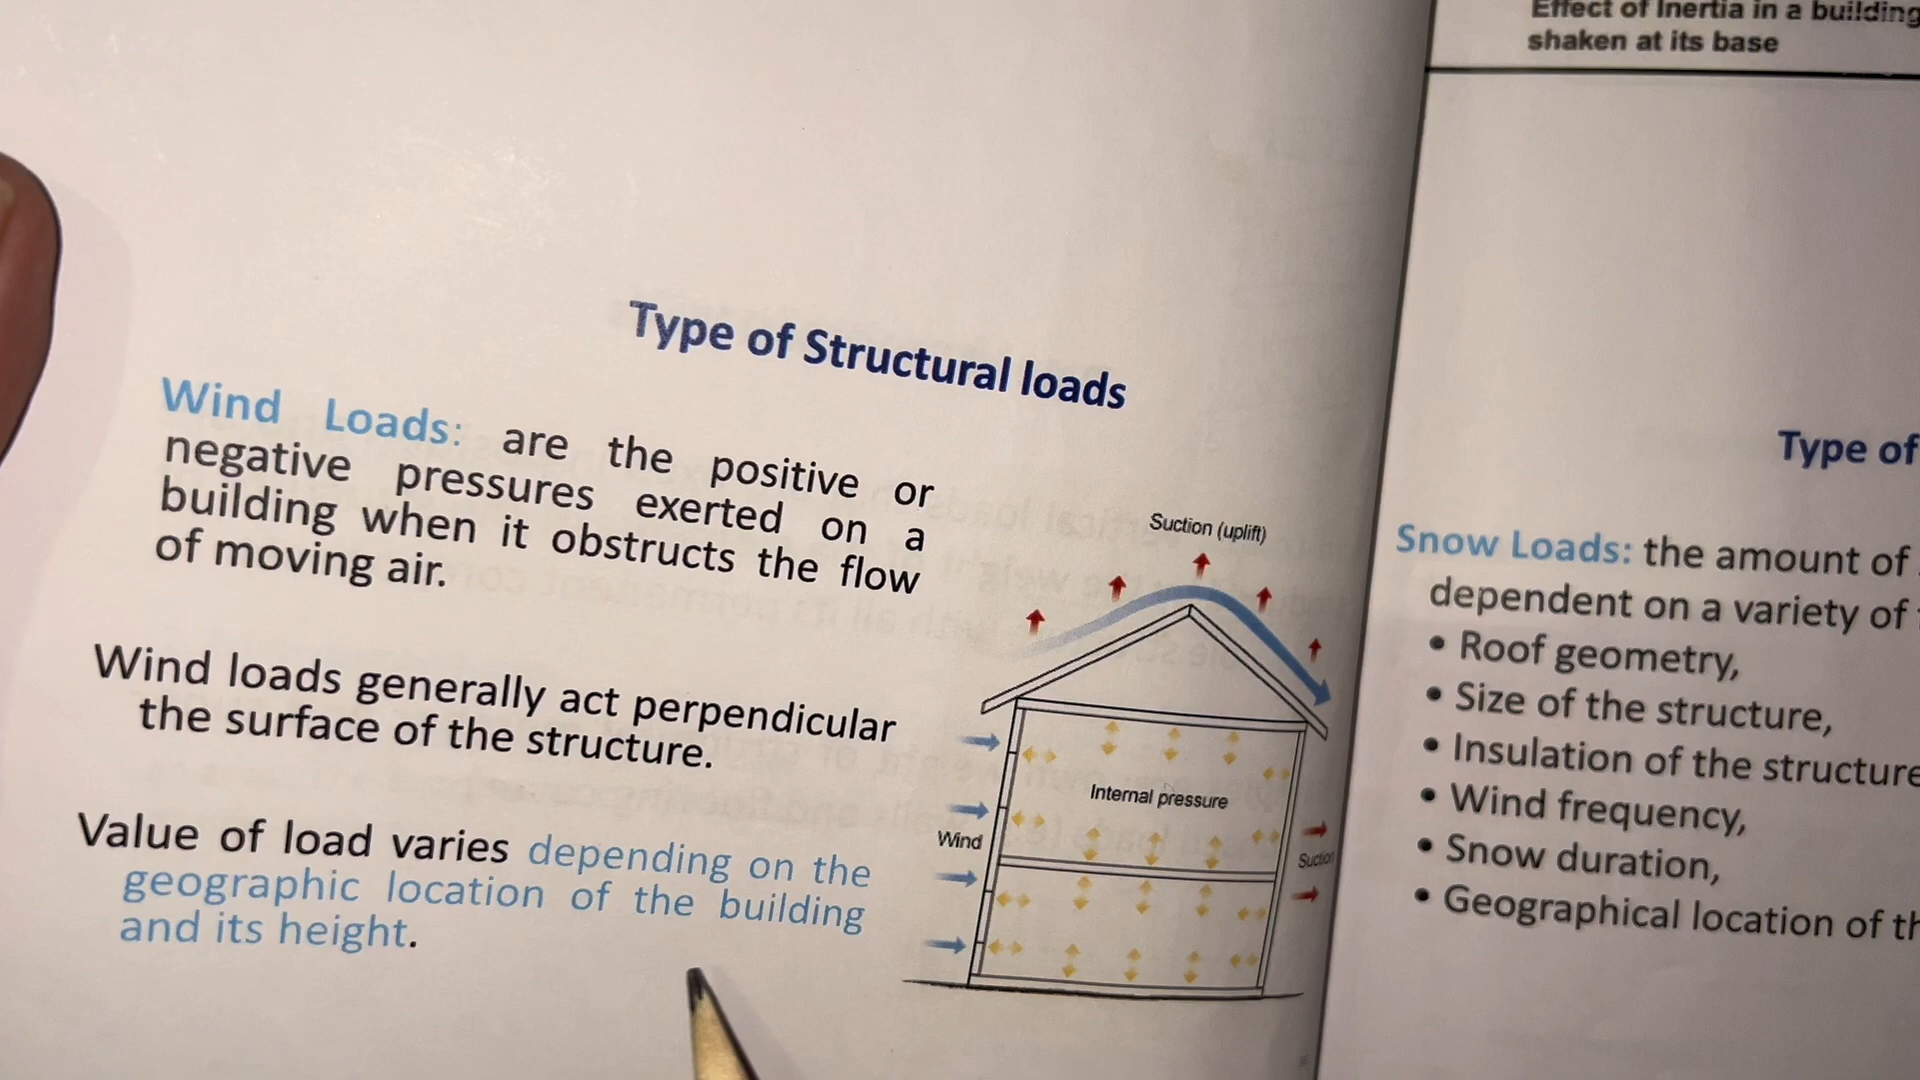 Type of Structural loads
Wind Loads: are the positive or
negative pressures exerted on a
building when it obstructs the flow
of moving air.
Wind loads generally act perpendicular
the surface of the structure.
Value of load varies depending on the
geographic location of the building
and its height.
Suction (uplift)
Internal pressure
Wind
Suction
Effect of Inertia in a building
shaken at its base
Type of
Snow Loads: the amount of
dependent on a variety of
• Roof geometry,
• Size of the structure,
• Insulation of the structure
• Wind frequency,
• Snow duration,
• Geographical location of